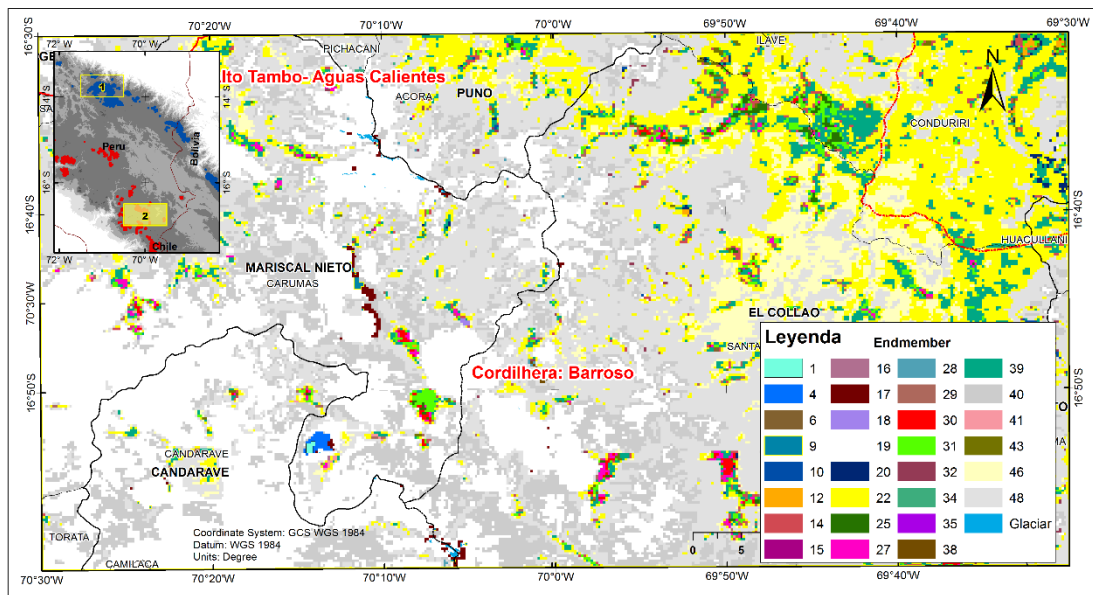 70°20'W 70°10'W 70°0'W 69°50'W 69°40'W 69°30'W
16°30'S
72° W 70° W
14°S 14°S
16°S 16°S
1
Peru
Bolivia
2
Chile
72° W 70° W
PICHACANI
lto Tambo- Aguas Calientes
ACORA
PUNO
ILAVE
N
CONDURIRI
16°40'S 16°40'S
HUACULLANI
MARISCAL NIETO
CARUMAS
70°30'S
EL COLLAO
SANTA
Cordilhera: Barroso
16°50'S 16°50'S
CANDARAVE
CANDARAVE
TORATA
CAMILACA
Coordinate System: GCS WGS 1984
Datum: WGS 1984
Units: Degree
0 5
Leyenda Endmember
1 16 28 39
4 17 29 40
6 18 30 41
9 19 31 43
10 20 32 46
12 22 34 48
14 25 35 Glaciar
15 27 38
70°30'W 70°20'W 70°10'W 70°0'W 69°50'W 69°40'W